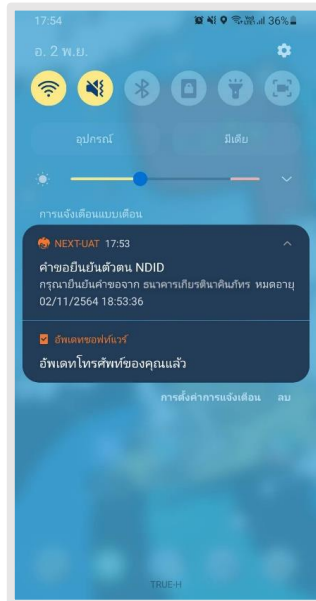 17:54
36%
อ. 2 พ.ย.
อุปกรณ์
มีเดีย
การแจ้งเตือนแบบเตือน
NEXT-UAT 17:53
คำขอยืนยันตัวตน NDID
กรุณายืนยันคำขอจาก ธนาคารเกียรตินาคินภัทร หมดอายุ
02/11/2564 18:53:36
อัพเดทซอฟท์แวร์
อัพเดทโทรศัพท์ของคุณแล้ว
การตั้งค่าการแจ้งเตือน ลบ
TRUE-H